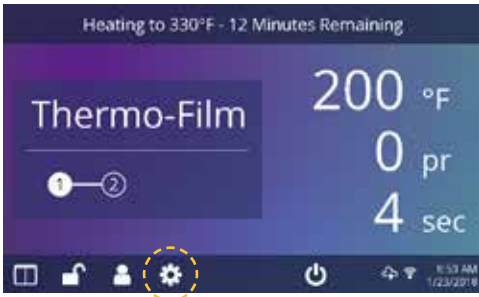 Heating to 330°F - 12 Minutes Remaining
200 °F
Thermo-Film
0 pr
1 2
4 sec
8:53 AM
1/23/2018